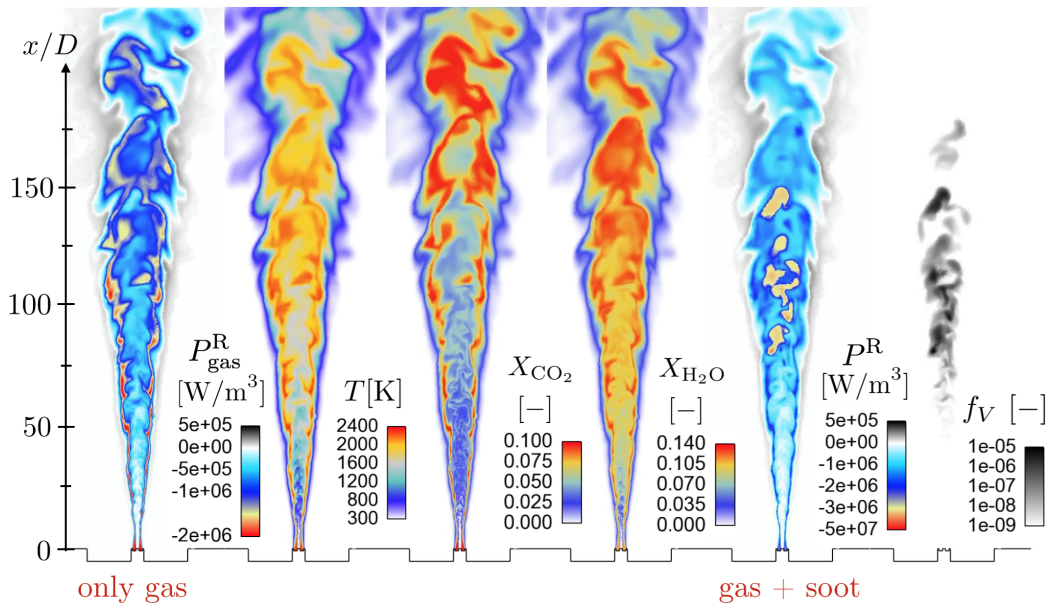 x/D
150
100
50
0
P^R_gas
[W/m³]
5e+05
0e+00
-5e+05
-1e+06
-2e+06
T[K]
2400
2000
1600
1200
800
300
X_CO₂
[−]
0.100
0.075
0.050
0.025
0.000
X_H₂O
[−]
0.140
0.105
0.070
0.035
0.000
P^R
[W/m³]
5e+05
0e+00
-1e+06
-2e+06
-3e+06
-5e+07
f_V [−]
1e-05
1e-06
1e-07
1e-08
1e-09
only gas
gas + soot